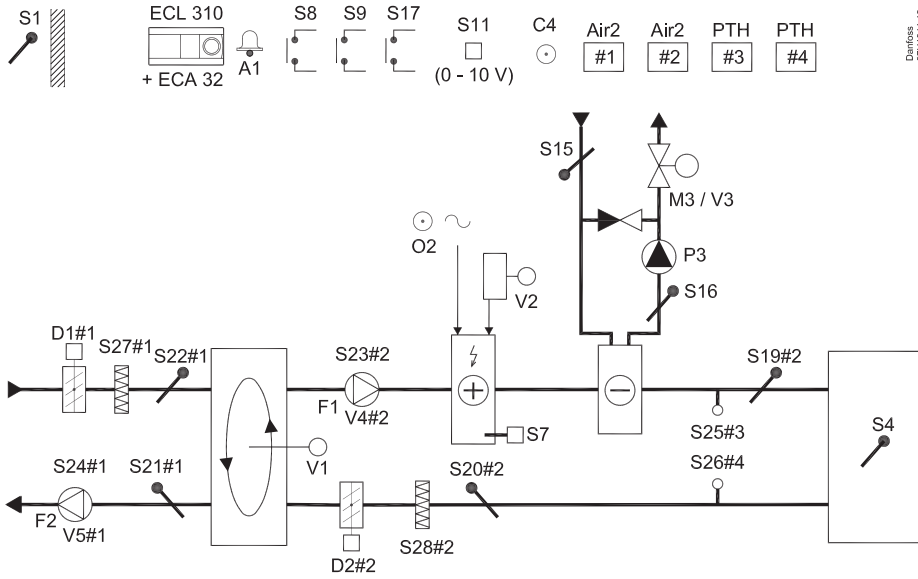 S1
ECL 310
+ ECA 32
A1
S8
S9
S17
S11
(0 - 10 V)
C4
Air2
#1
Air2
#2
PTH
#3
PTH
#4
Danfoss
S15
M3 / V3
P3
S16
O2
V2
D1#1
S27#1
S22#1
S23#2
F1
V4#2
S7
S19#2
S25#3
S4
V1
S24#1
S21#1
F2
V5#1
S20#2
S26#4
D2#2
S28#2